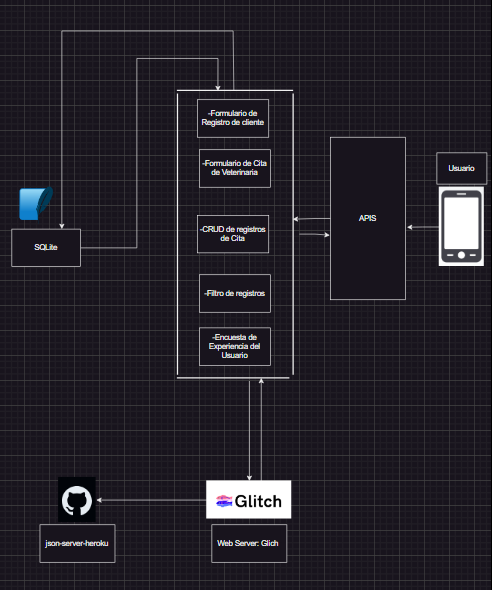 -Formulario de
Registro de cliente
-Formulario de Cita
de Veterinaria
-CRUD de registros
de Cita
-Filtro de registros
-Encuesta de
Experiencia del
Usuario
APIS
Usuario
SQLite
Glitch
json-server-heroku
Web Server: Glich